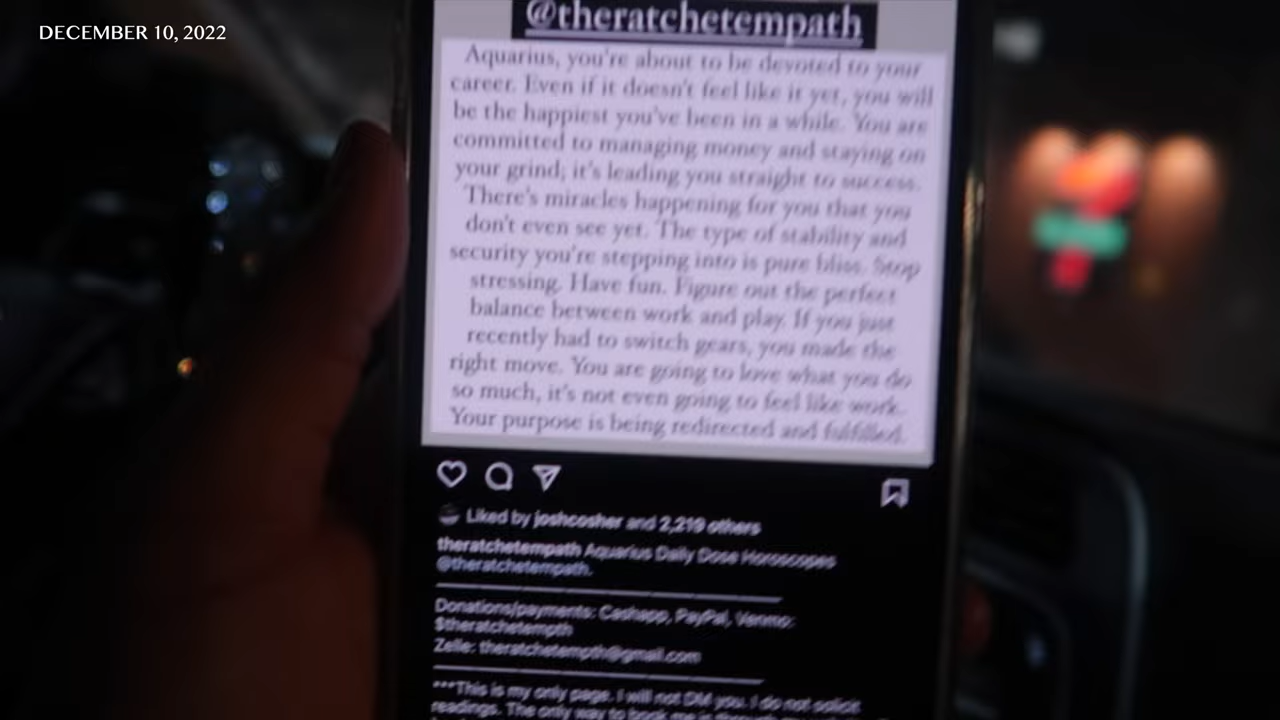 DECEMBER 10, 2022
@theratchetempath
Aquarius, you're about to be devoted to your
career. Even if it doesn't feel like it yet, you will
be the happiest you've been in a while. You are
committed to managing money and staying on
your grind; it's leading you straight to success.
There's miracles happening for you that you
don't even see yet. The type of stability and
security you're stepping into is pure bliss. Stop
stressing. Have fun. Figure out the perfect
balance between work and play. If you just
recently had to switch gears, you made the
right move. You are going to love what you do
so much, it's not even going to feel like work.
Your purpose is being redirected and fulfilled.
Liked by joshcosher and 2,219 others
theratchetempath Aquarius Daily Dose Horoscopes
@theratchetempath.
Donations/payments: Cashapp, PayPal, Venmo:
$theratchetempth
Zelle: theratchetempth@gmail.com
***This is my only page. I will not DM you. I do not solicit
readings. The only way to book me is through